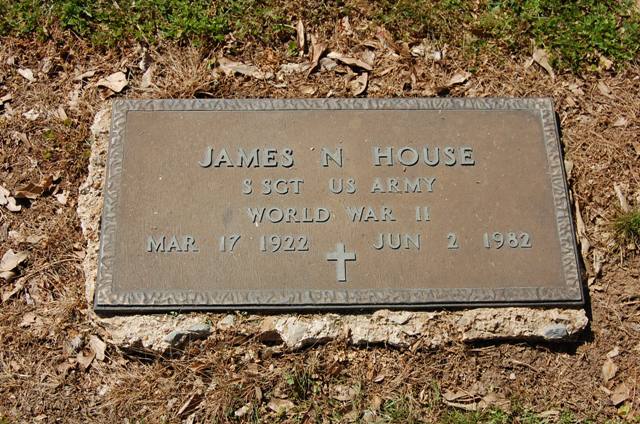 JAMES N HOUSE
S SGT US ARMY
WORLD WAR II
MAR 17 1922 JUN 2 1982